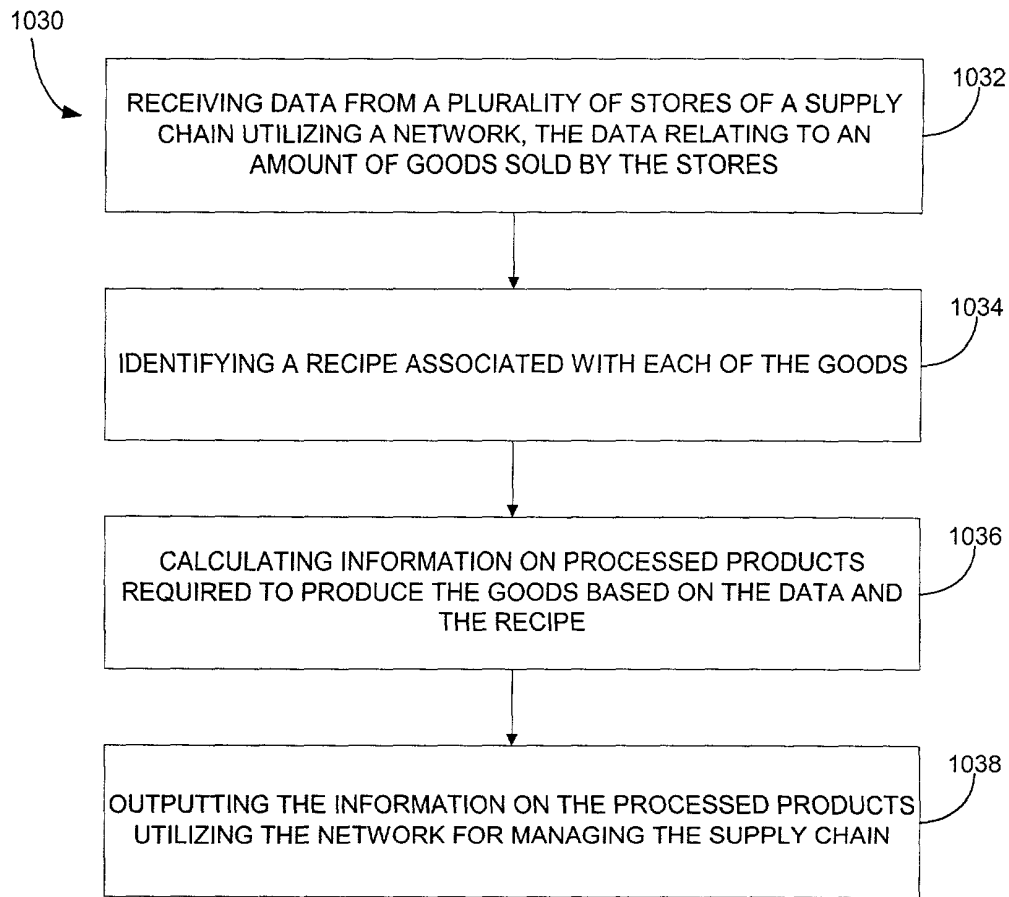 1030
1032
RECEIVING DATA FROM A PLURALITY OF STORES OF A SUPPLY
CHAIN UTILIZING A NETWORK, THE DATA RELATING TO AN
AMOUNT OF GOODS SOLD BY THE STORES
1034
IDENTIFYING A RECIPE ASSOCIATED WITH EACH OF THE GOODS
1036
CALCULATING INFORMATION ON PROCESSED PRODUCTS
REQUIRED TO PRODUCE THE GOODS BASED ON THE DATA AND
THE RECIPE
1038
OUTPUTTING THE INFORMATION ON THE PROCESSED PRODUCTS
UTILIZING THE NETWORK FOR MANAGING THE SUPPLY CHAIN